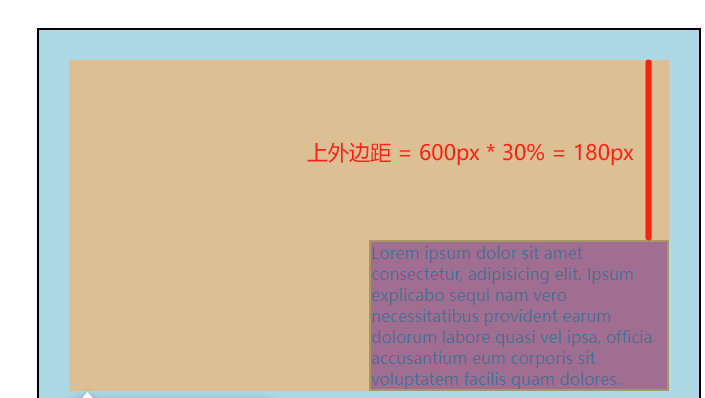 上外边距 = 600px * 30% = 180px
Lorem ipsum dolor sit amet
consectetur, adipisicing elit. Ipsum
explicabo sequi nam vero
necessitatibus provident earum
dolorum labore quasi vel ipsa, officia
accusantium eum corporis sit
voluptatem facilis quam dolores.